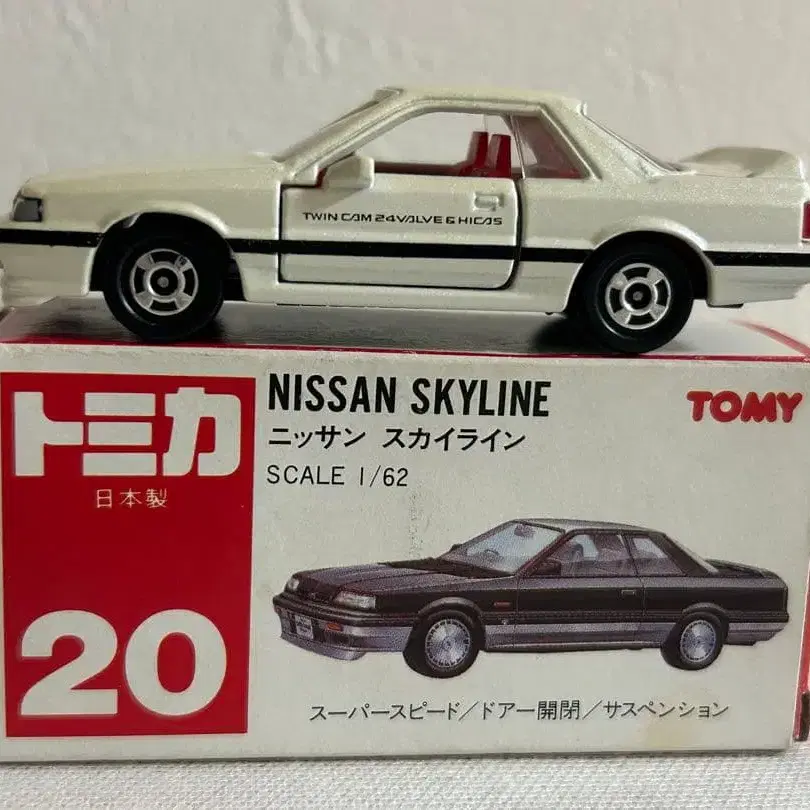 TWIN CAM 24VALVE & HICAS
トミカ
日本製
20
NISSAN SKYLINE
ニッサン スカイライン
SCALE 1/62
TOMY
スーパースピード/ドアー開閉/サスペンション